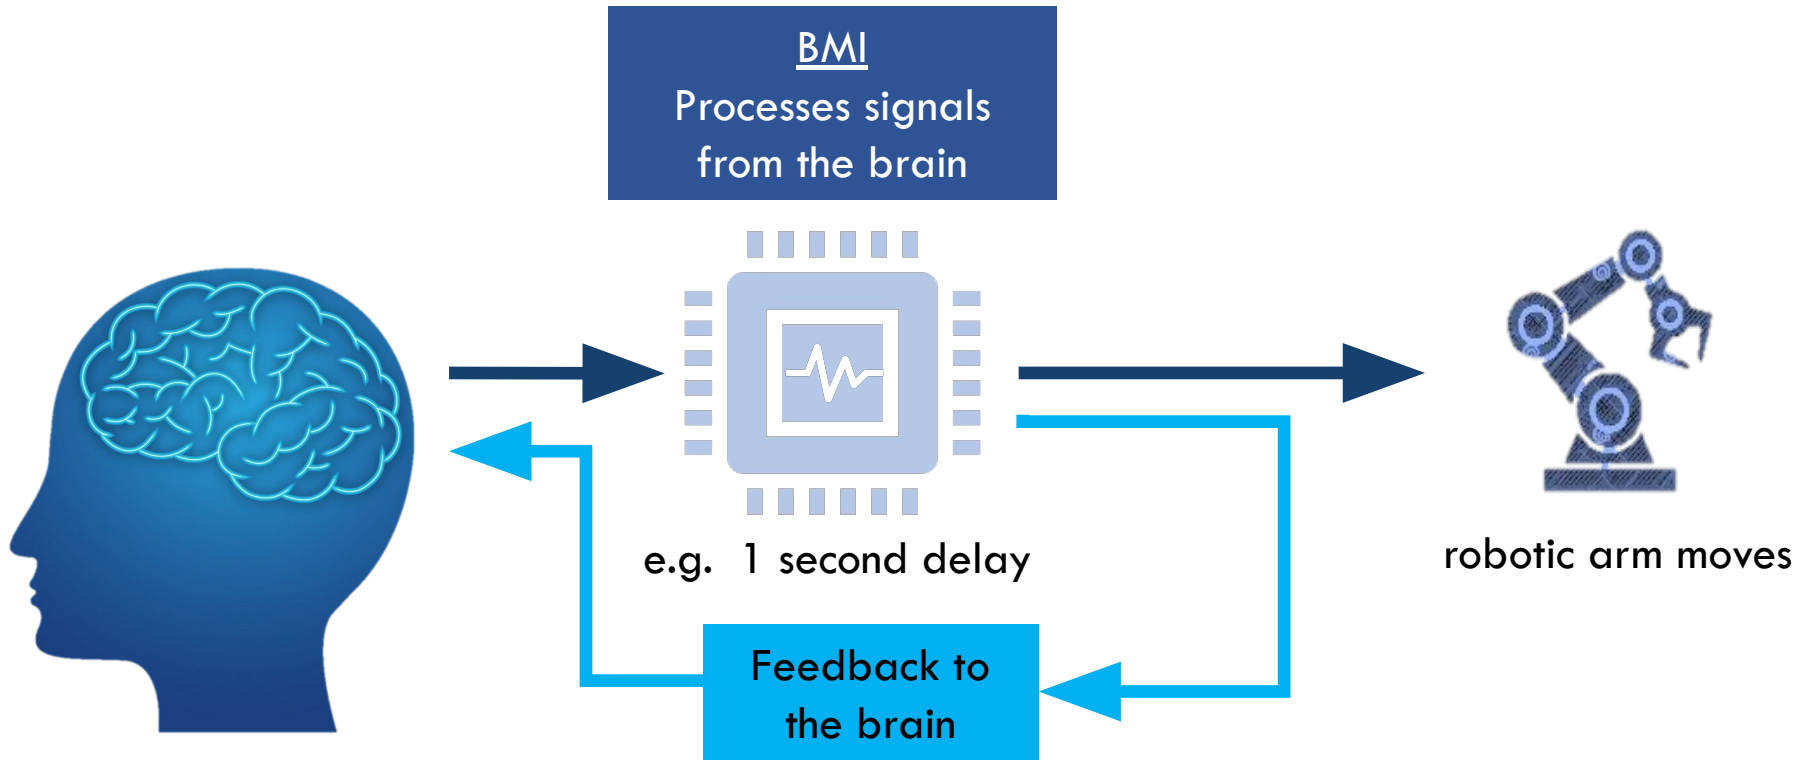 BMI
Processes signals
from the brain
e.g. 1 second delay
robotic arm moves
Feedback to
the brain